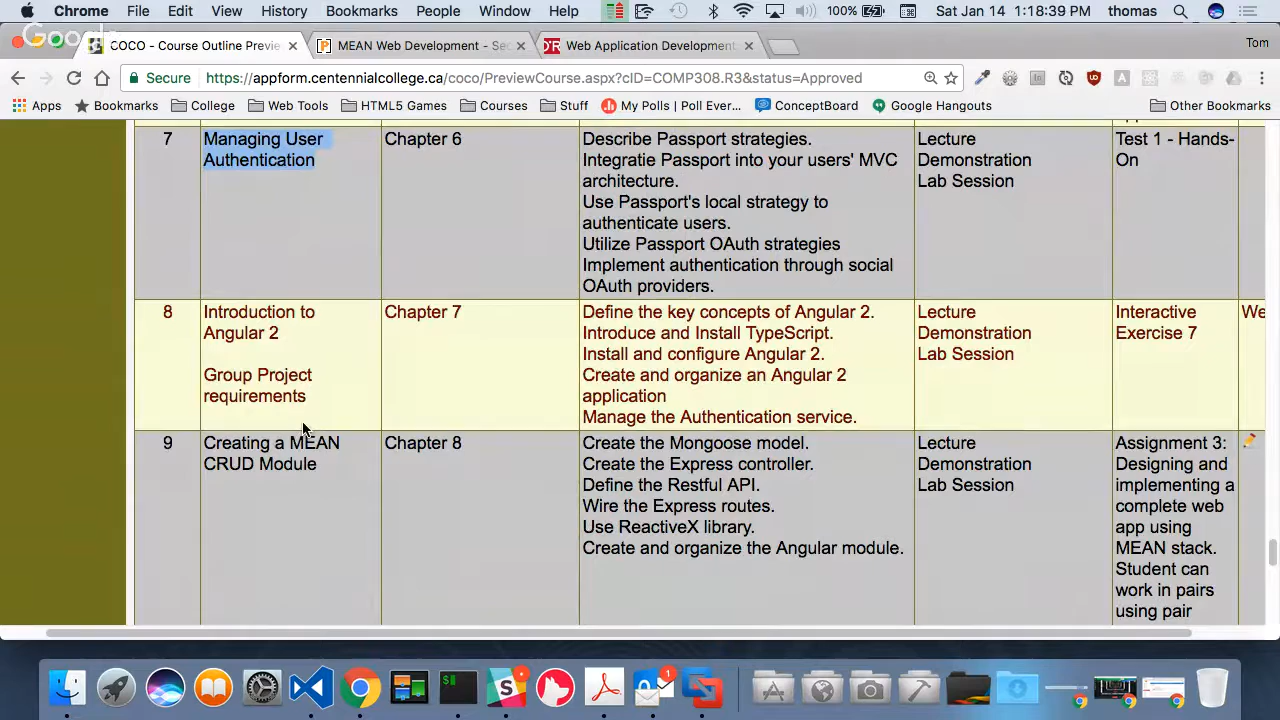 Chrome File Edit View History Bookmarks People Window Help 100% Sat Jan 14 1:18:39 PM thomas
Google
COCO - Course Outline Previe MEAN Web Development - Sec Web Application Development Tom
Secure https://appform.centennialcollege.ca/coco/PreviewCourse.aspx?cID=COMP308.R3&status=Approved
Apps Bookmarks College Web Tools HTML5 Games Courses Stuff My Polls | Poll Ever... ConceptBoard Google Hangouts Other Bookmarks
7 Managing User Chapter 6 Describe Passport strategies. Lecture Test 1 - Hands-
Authentication Integratie Passport into your users' MVC Demonstration On
architecture. Lab Session
Use Passport's local strategy to
authenticate users.
Utilize Passport OAuth strategies
Implement authentication through social
OAuth providers.
8 Introduction to Chapter 7 Define the key concepts of Angular 2. Lecture Interactive We
Angular 2 Introduce and Install TypeScript. Demonstration Exercise 7
Install and configure Angular 2. Lab Session
Group Project Create and organize an Angular 2
requirements application
Manage the Authentication service.
9 Creating a MEAN Chapter 8 Create the Mongoose model. Lecture Assignment 3:
CRUD Module Create the Express controller. Demonstration Designing and
Define the Restful API. Lab Session implementing a
Wire the Express routes. complete web
Use ReactiveX library. app using
Create and organize the Angular module. MEAN stack.
Student can
work in pairs
using pair